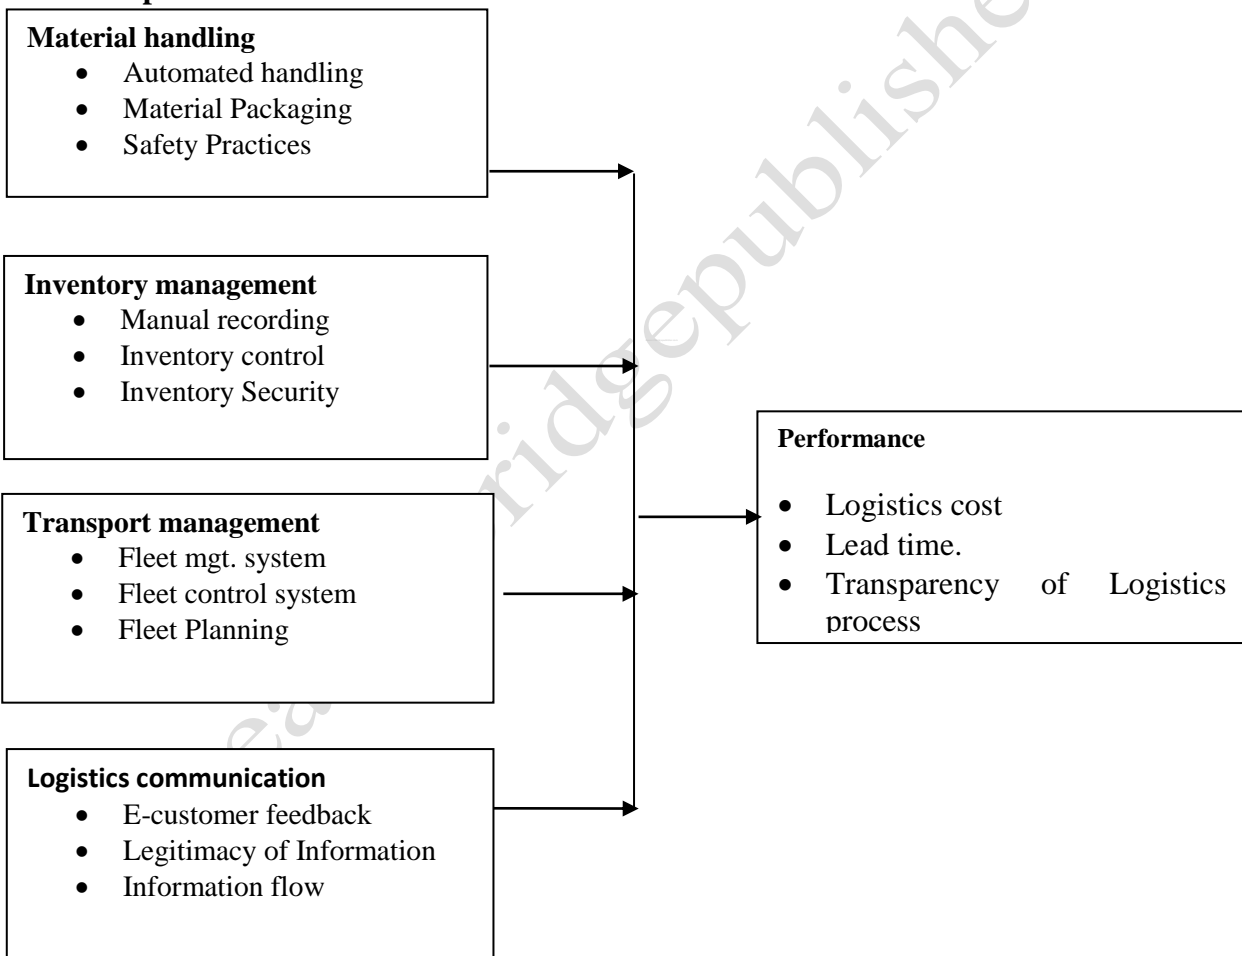 Material handling
• Automated handling
• Material Packaging
• Safety Practices
Inventory management
• Manual recording
• Inventory control
• Inventory Security
Transport management
• Fleet mgt. system
• Fleet control system
• Fleet Planning
Logistics communication
• E-customer feedback
• Legitimacy of Information
• Information flow
Performance
• Logistics cost
• Lead time.
• Transparency of Logistics
process